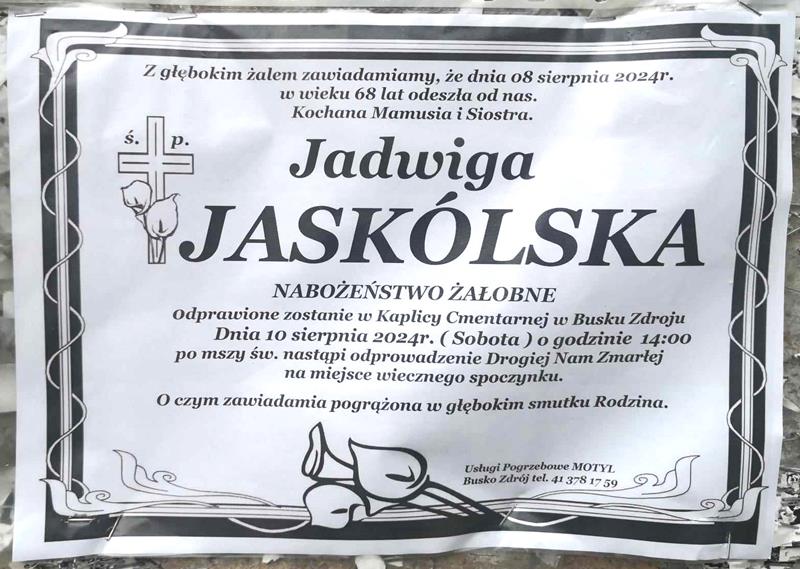 Z głębokim żalem zawiadamiamy, że dnia 08 sierpnia 2024r.
w wieku 68 lat odeszła od nas.
Kochana Mamusia i Siostra.
ś. p.
Jadwiga
JASKÓLSKA
NABOŻEŃSTWO ŻAŁOBNE
odprawione zostanie w Kaplicy Cmentarnej w Busku Zdroju
Dnia 10 sierpnia 2024r. ( Sobota ) o godzinie 14:00
po mszy św. nastąpi odprowadzenie Drogiej Nam Zmarłej
na miejsce wiecznego spoczynku.
O czym zawiadamia pogrążona w głębokim smutku Rodzina.
Usługi Pogrzebowe MOTYL
Busko Zdrój tel. 41 378 17 59